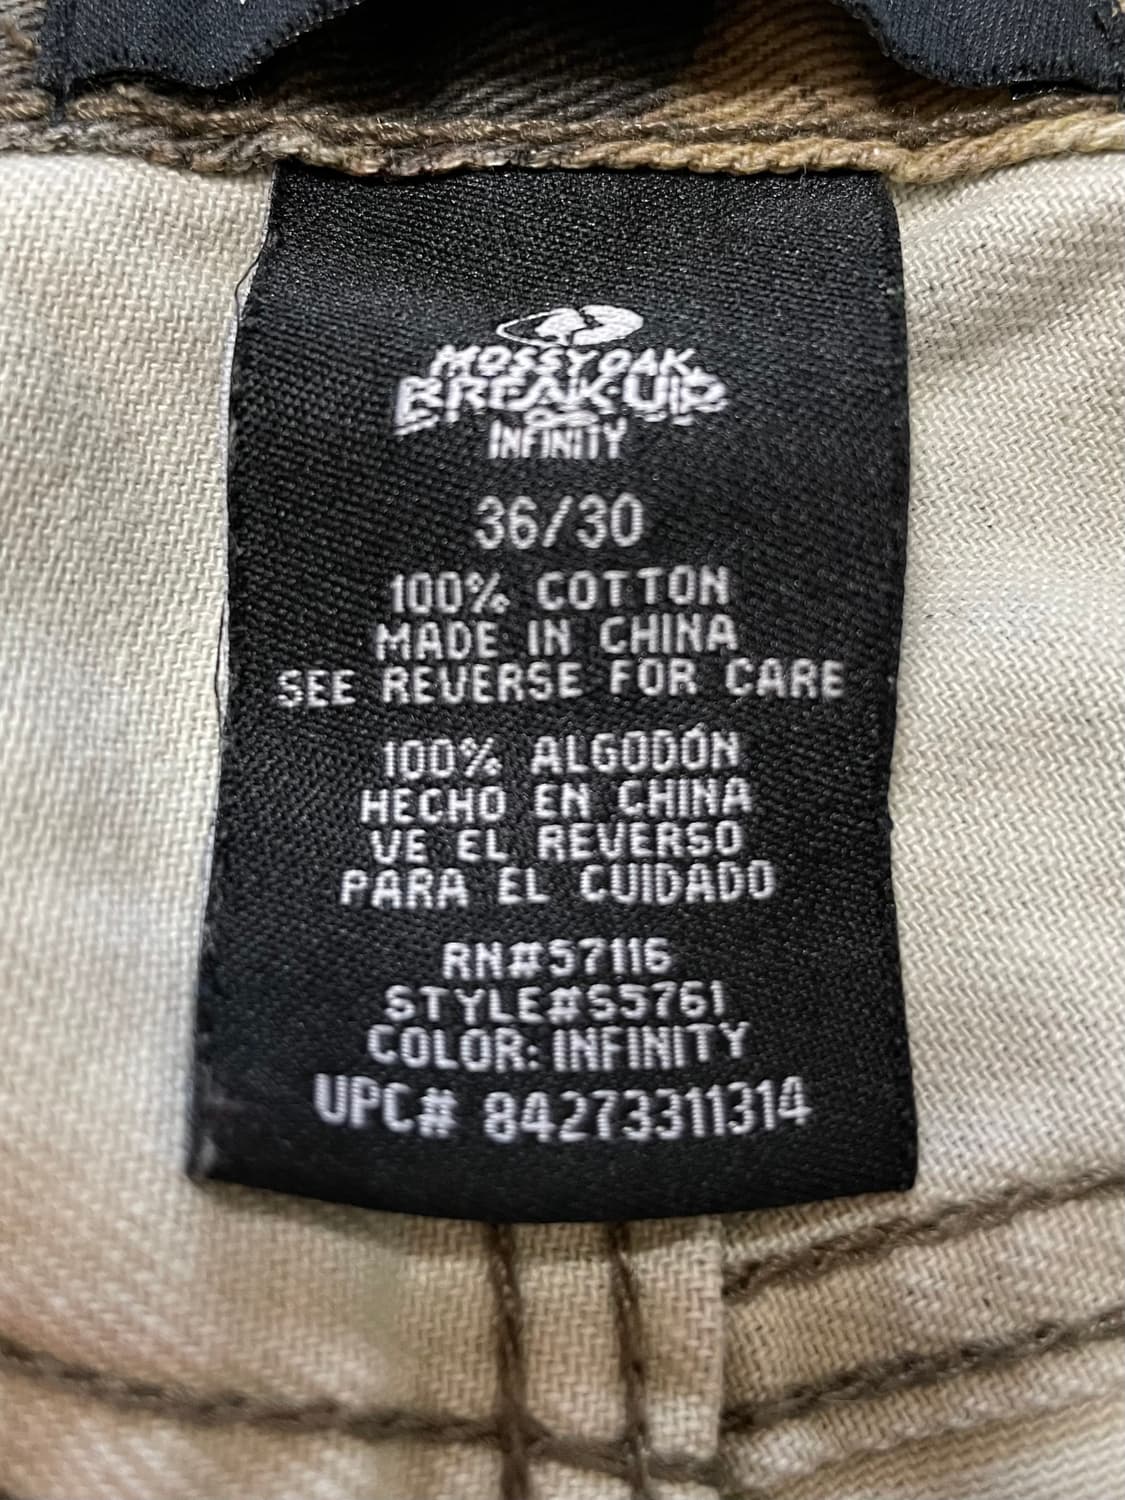 MOSSY OAK
BREAK-UP
INFINITY
36/30
100% COTTON
MADE IN CHINA
SEE REVERSE FOR CARE
100% ALGODÓN
HECHO EN CHINA
VE EL REVERSO
PARA EL CUIDADO
RN#57116
STYLE#S5761
COLOR: INFINITY
UPC# 84273311314